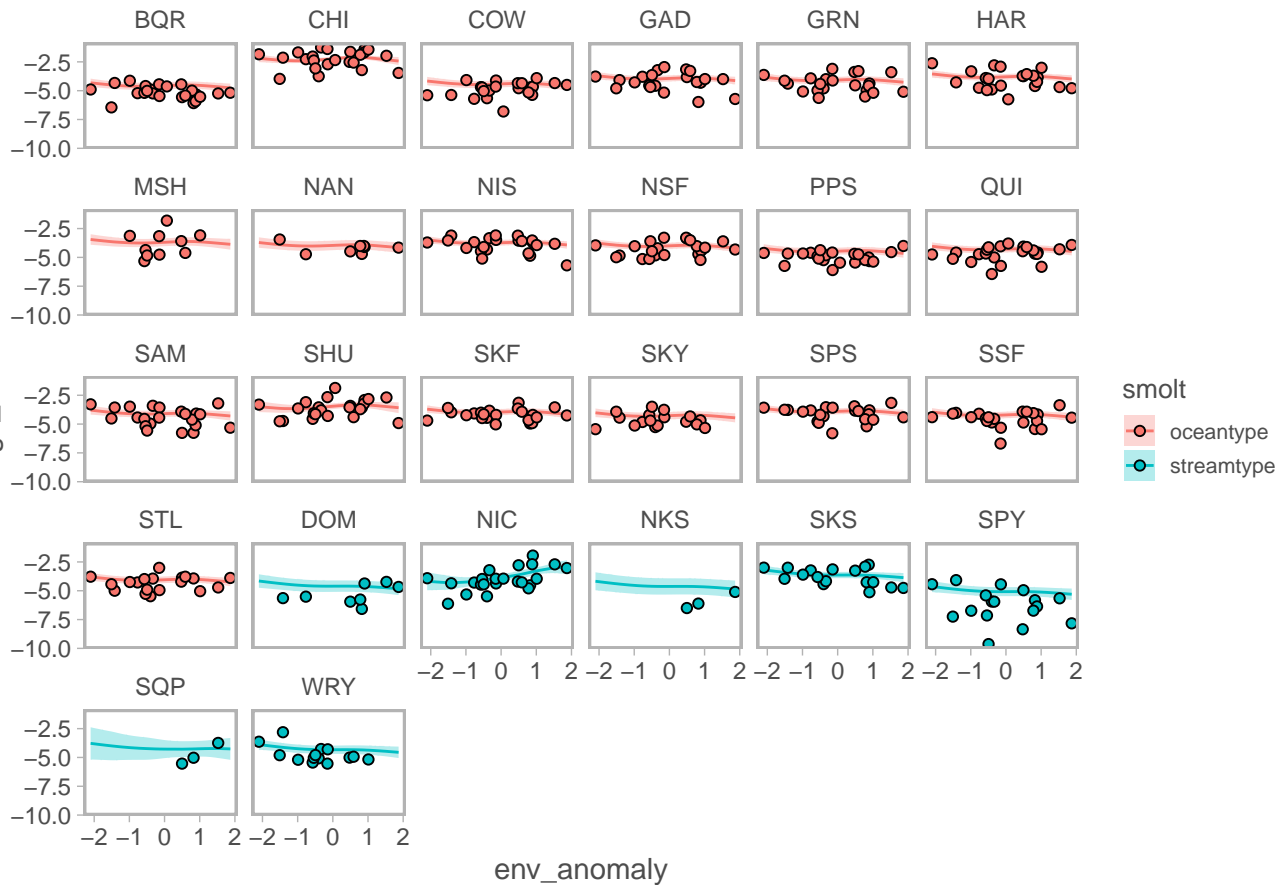 BQR CHI COW GAD GRN HAR
−2.5
−5.0
−7.5
−10.0
MSH NAN NIS NSF PPS QUI
−2.5
−5.0
−7.5
−10.0
SAM SHU SKF SKY SPS SSF
−2.5
−5.0
−7.5
−10.0
smolt
oceantype
streamtype
STL DOM NIC NKS SKS SPY
−2.5
−5.0
−7.5
−10.0
−2 −1 0 1 2 −2 −1 0 1 2 −2 −1 0 1 2 −2 −1 0 1 2
SQP WRY
−2.5
−5.0
−7.5
−10.0
−2 −1 0 1 2 −2 −1 0 1 2
env_anomaly